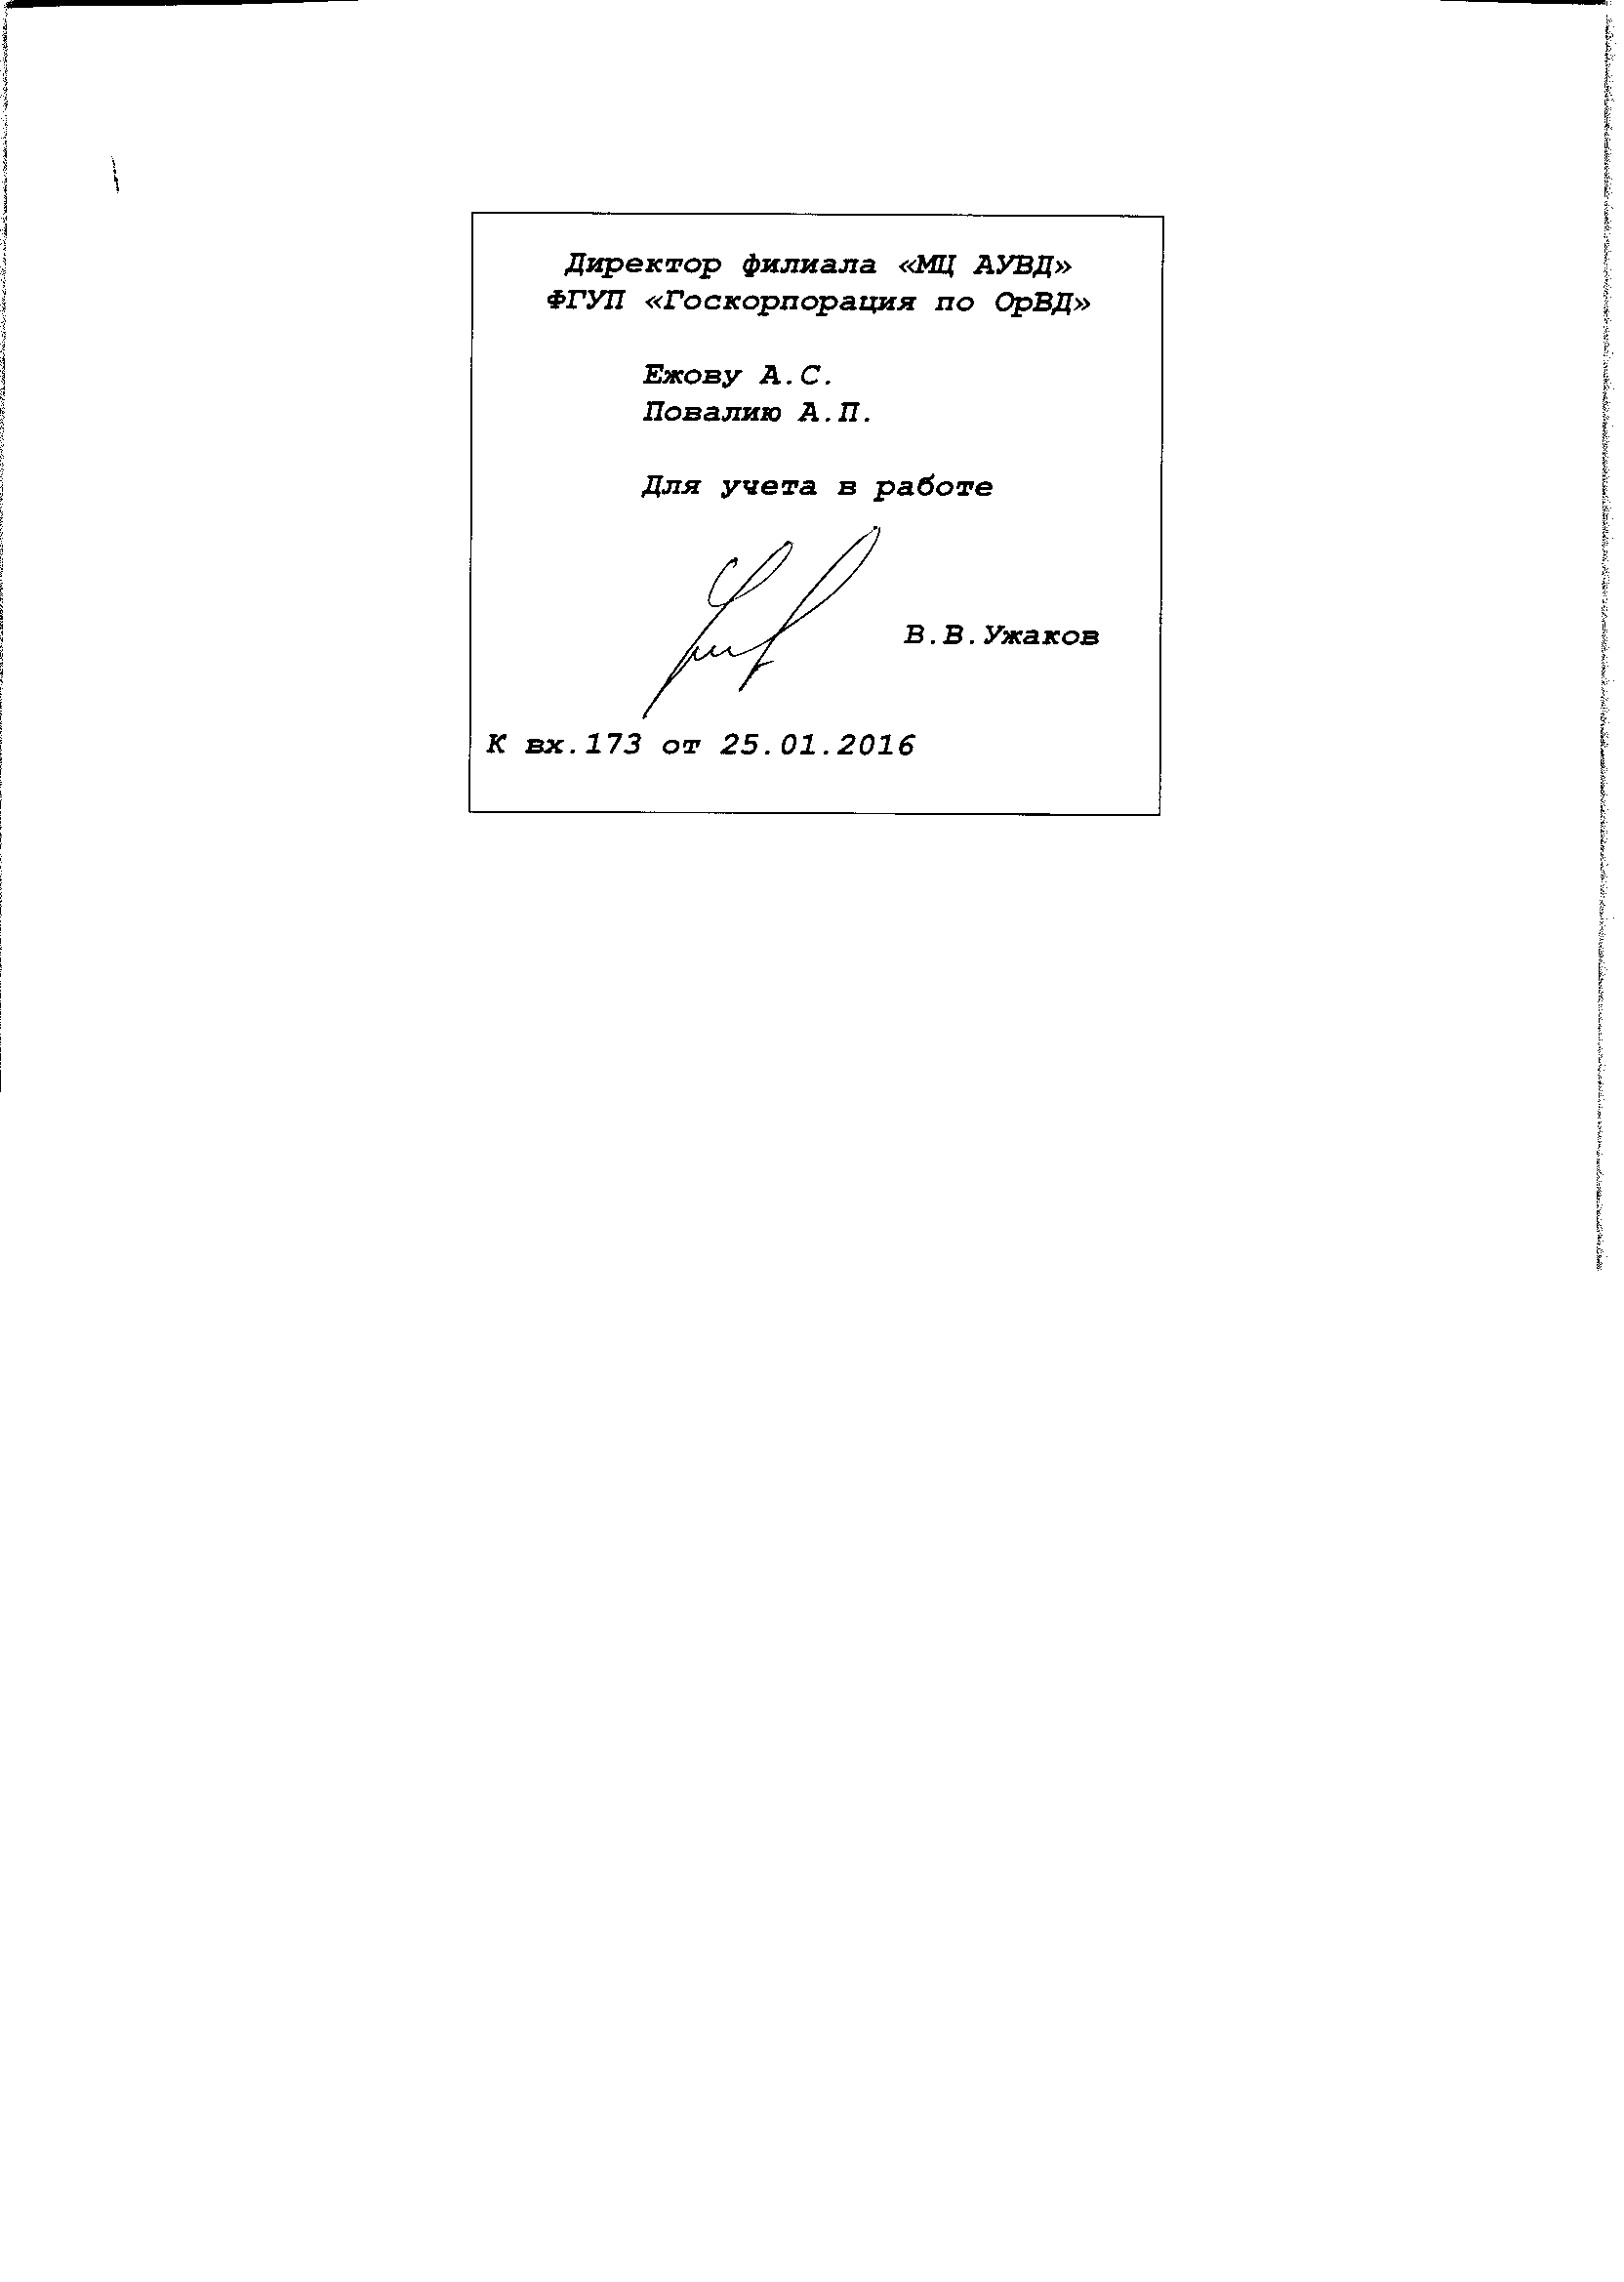 Директор филиала «МЦ АУВД»
ФГУП «Госкорпорация по ОрВД»
Ежову А.С.
Повалию А.П.
Для учета в работе
В.В.Ужаков
К вх.173 от 25.01.2016